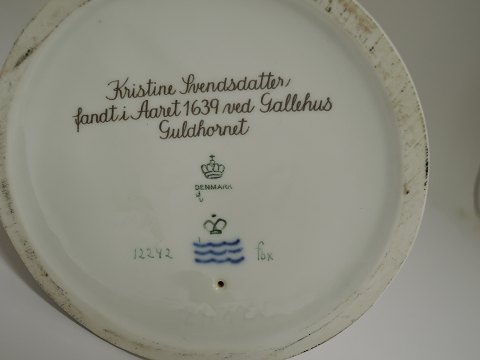 Kristine Svendsdatter,
fandt i Aaret 1639 ved Gallehus
Guldhornet
DENMARK
12242 fox